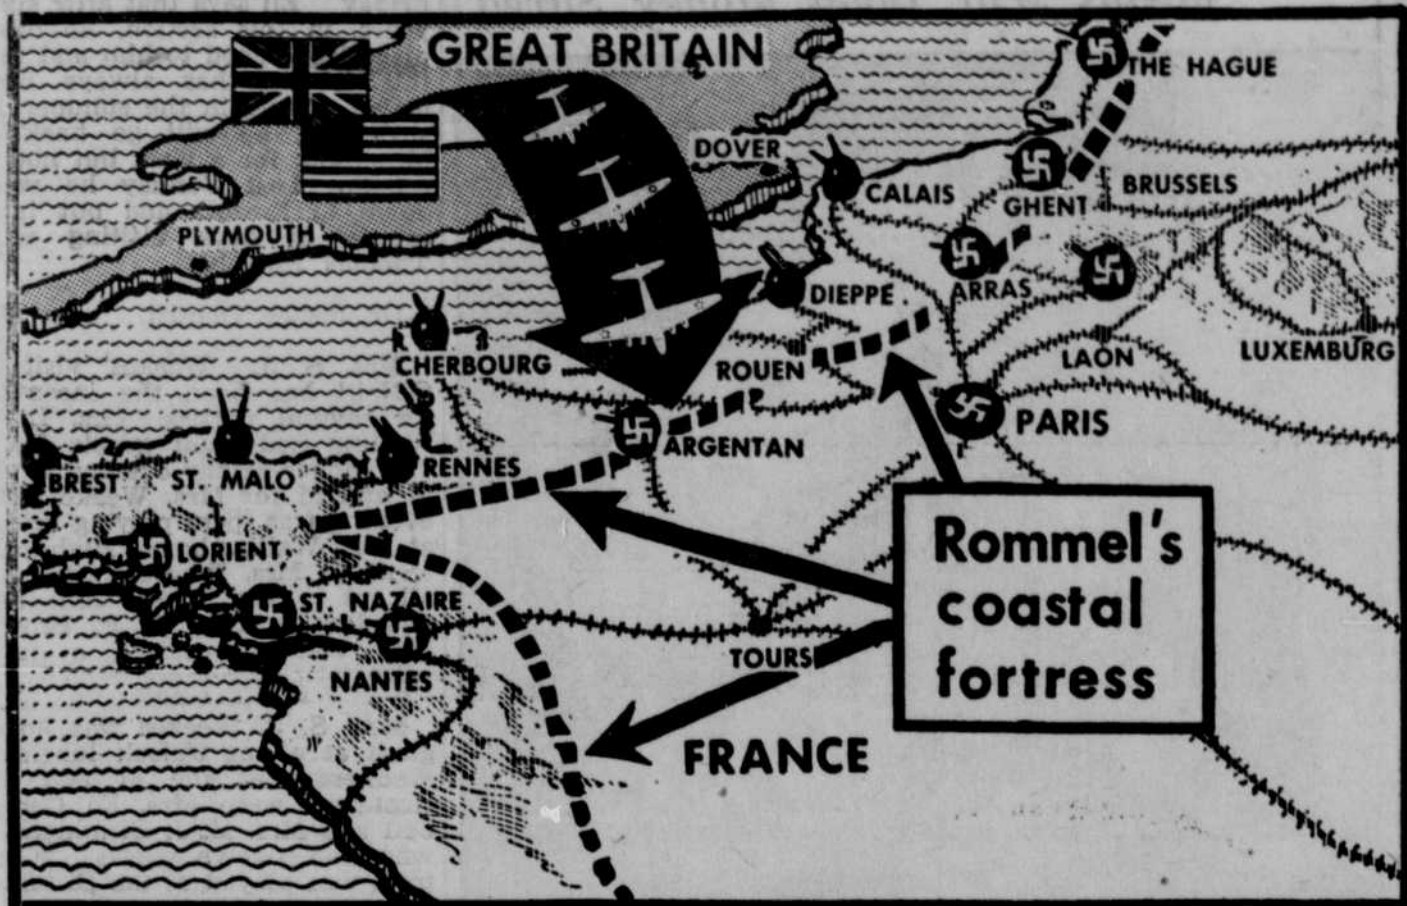 GREAT BRITAIN
THE HAGUE
DOVER
CALAIS
BRUSSELS
GHENT
PLYMOUTH
DIEPPE
ARRAS
CHERBOURG
ROUEN
LAON
LUXEMBURG
PARIS
ARGENTAN
BREST
ST. MALO
RENNES
LORIENT
ST. NAZAIRE
NANTES
TOURS
Rommel's
coastal
fortress
FRANCE